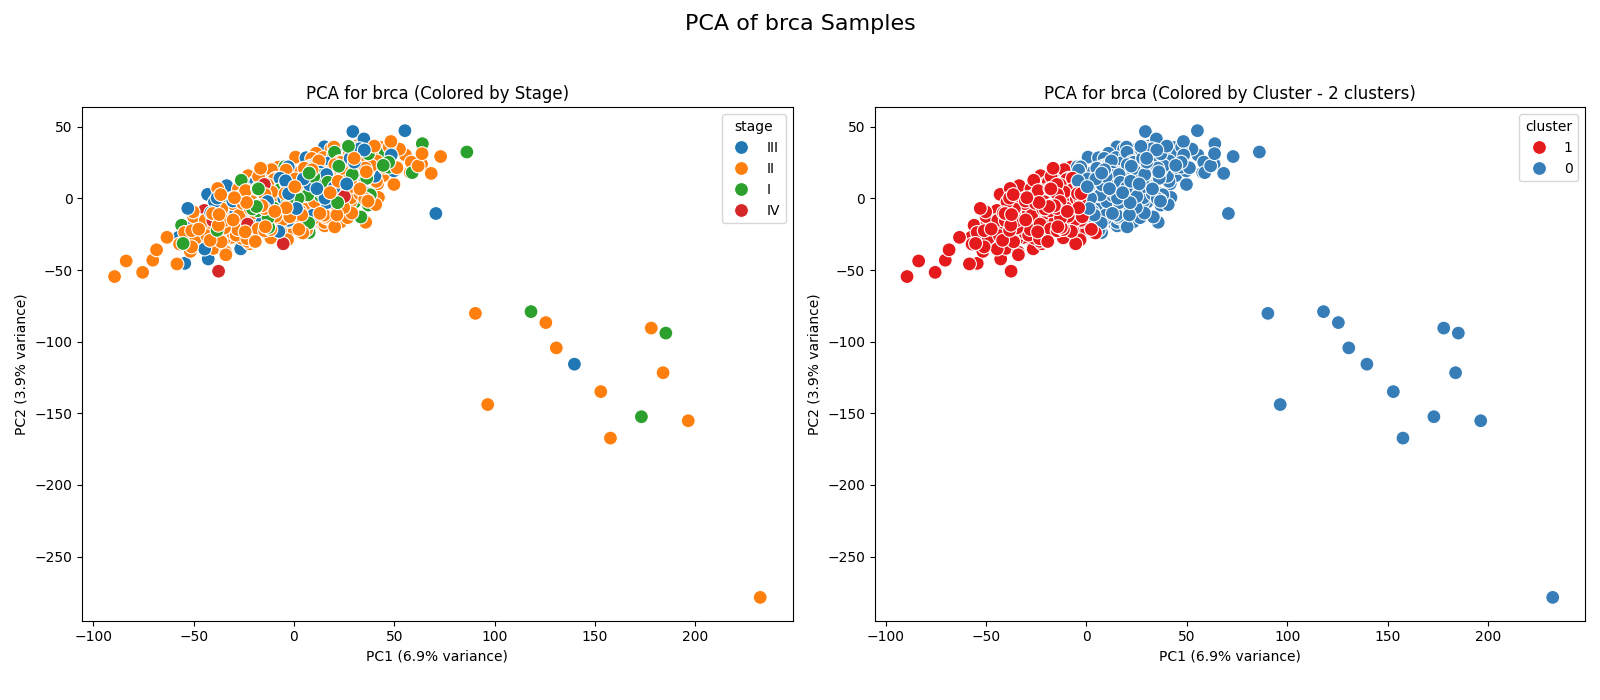 PCA of brca Samples
PCA for brca (Colored by Stage)
stage
III
II
I
IV
50
0
−50
−100
−150
−200
−250
PC2 (3.9% variance)
−100
−50
0
50
100
150
200
PC1 (6.9% variance)
PCA for brca (Colored by Cluster - 2 clusters)
cluster
1
0
50
0
−50
−100
−150
−200
−250
PC2 (3.9% variance)
−100
−50
0
50
100
150
200
PC1 (6.9% variance)